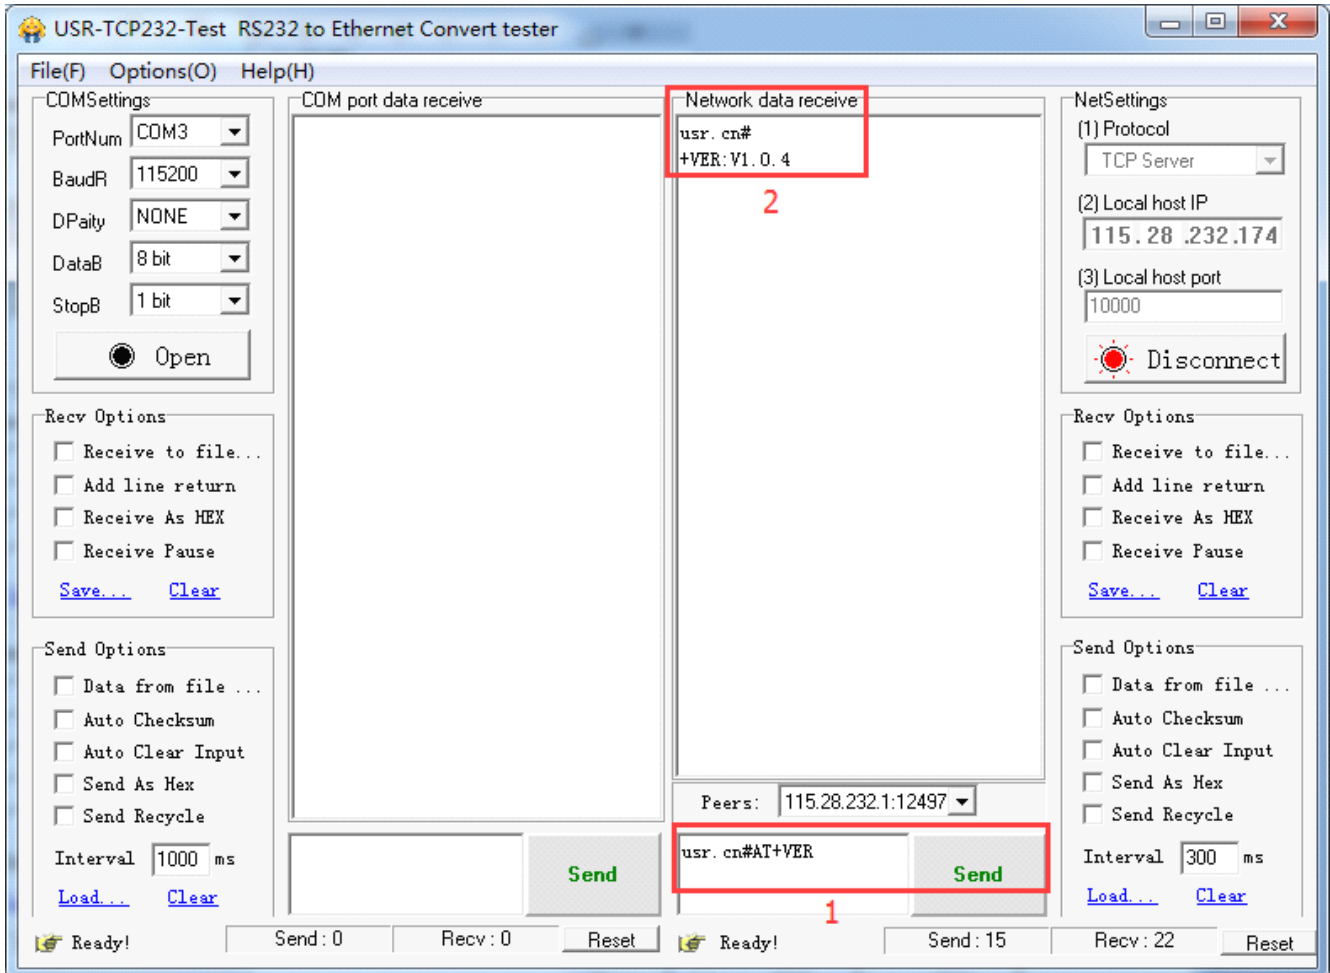 USR-TCP232-Test RS232 to Ethernet Convert tester
File(F) Options(O) Help(H)
COMSettings
PortNum COM3
BaudR 115200
DPaity NONE
DataB 8 bit
StopB 1 bit
Open
Recv Options
Receive to file...
Add line return
Receive As HEX
Receive Pause
Save... Clear
Send Options
Data from file ...
Auto Checksum
Auto Clear Input
Send As Hex
Send Recycle
Interval 1000 ms
Load... Clear
COM port data receive
Send
Ready! Send : 0 Recv : 0 Reset
Network data receive
usr.cn#
+VER:V1.0.4
2
Peers: 115.28.232.1:12497
usr.cn#AT+VER
Send
1
Ready! Send : 15 Recv : 22 Reset
NetSettings
(1) Protocol
TCP Server
(2) Local host IP
115.28.232.174
(3) Local host port
10000
Disconnect
Recv Options
Receive to file...
Add line return
Receive As HEX
Receive Pause
Save... Clear
Send Options
Data from file ...
Auto Checksum
Auto Clear Input
Send As Hex
Send Recycle
Interval 300 ms
Load... Clear